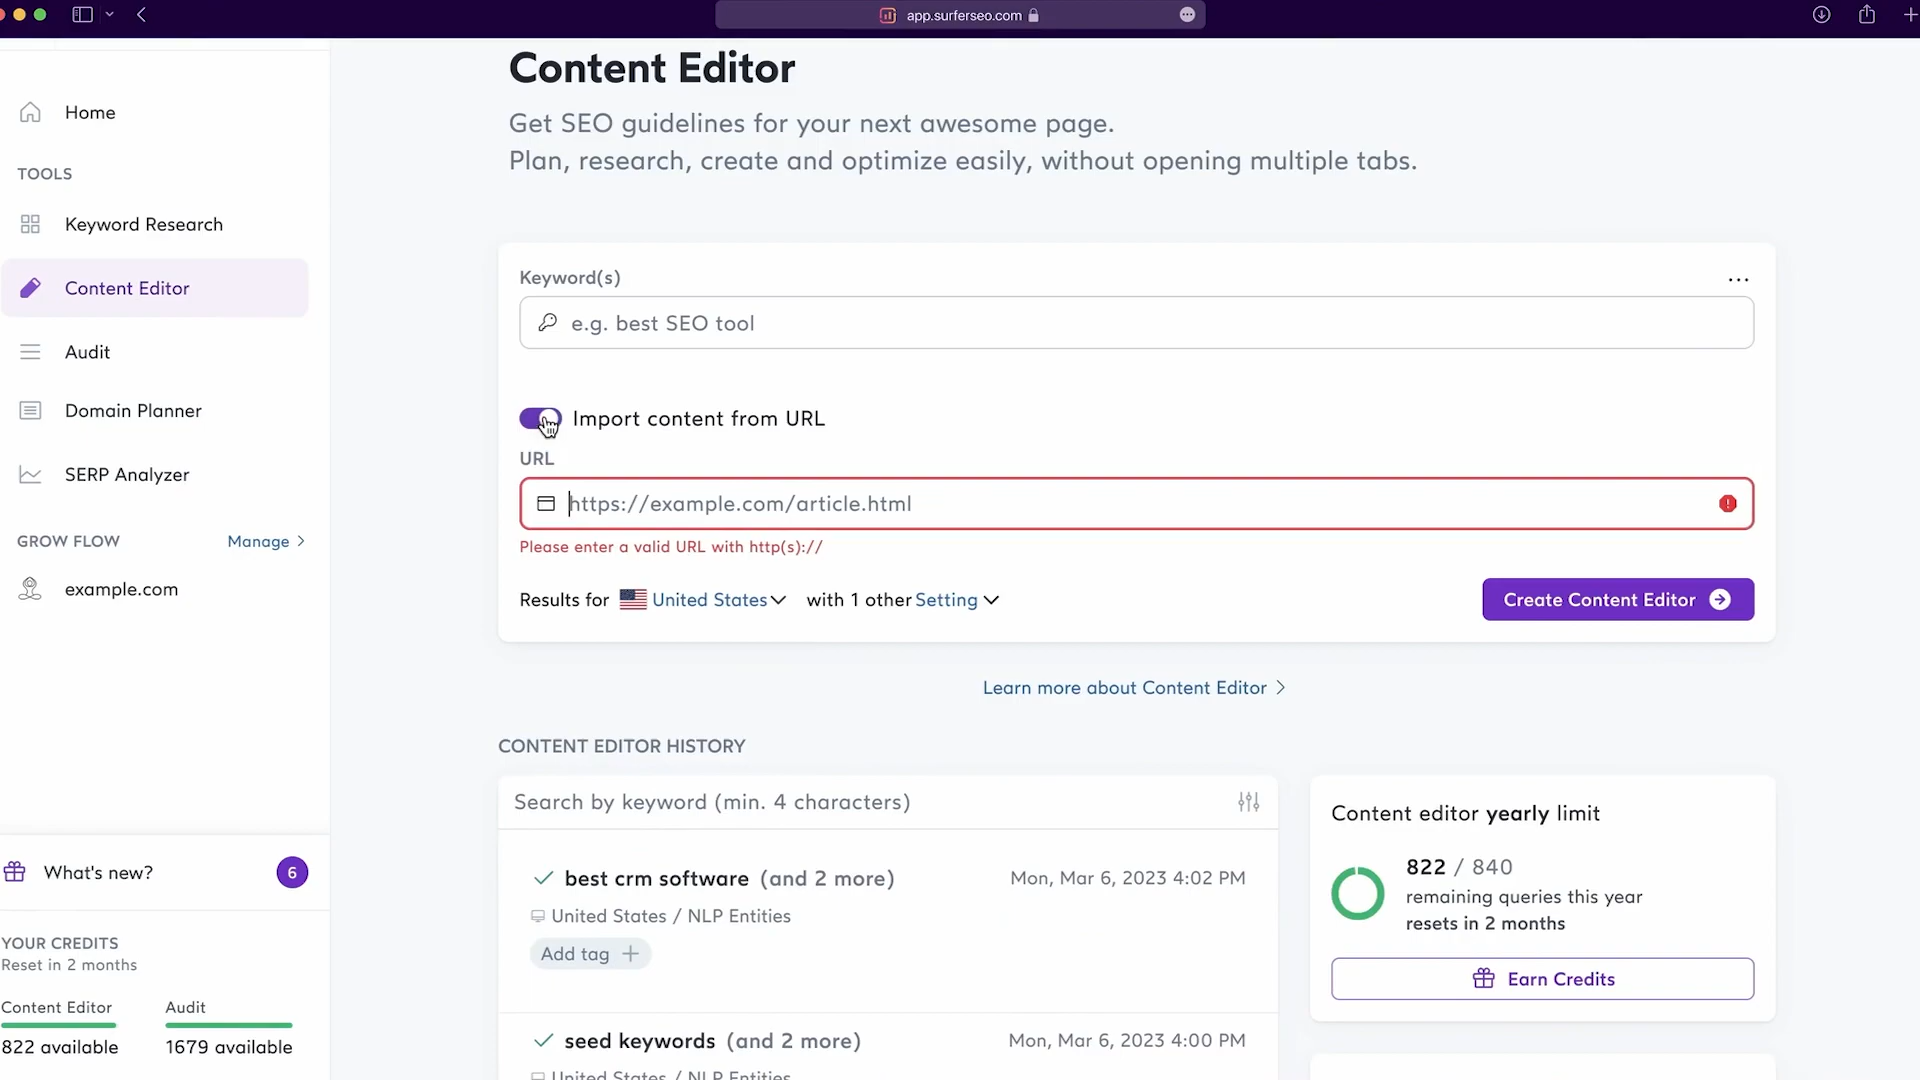 app.surferseo.com
Home
TOOLS
Keyword Research
Content Editor
Audit
Domain Planner
SERP Analyzer
GROW FLOW
Manage
example.com
What's new?
6
YOUR CREDITS
Reset in 2 months
Content Editor
Audit
822 available
1679 available
Content Editor
Get SEO guidelines for your next awesome page.
Plan, research, create and optimize easily, without opening multiple tabs.
Keyword(s)
e.g. best SEO tool
Import content from URL
URL
https://example.com/article.html
Please enter a valid URL with http(s)://
Results for United States with 1 other Setting
Create Content Editor
Learn more about Content Editor
CONTENT EDITOR HISTORY
Search by keyword (min. 4 characters)
best crm software (and 2 more) Mon, Mar 6, 2023 4:02 PM
United States / NLP Entities
Add tag
seed keywords (and 2 more) Mon, Mar 6, 2023 4:00 PM
United States / NLP Entities
Content editor yearly limit
822 / 840
remaining queries this year
resets in 2 months
Earn Credits